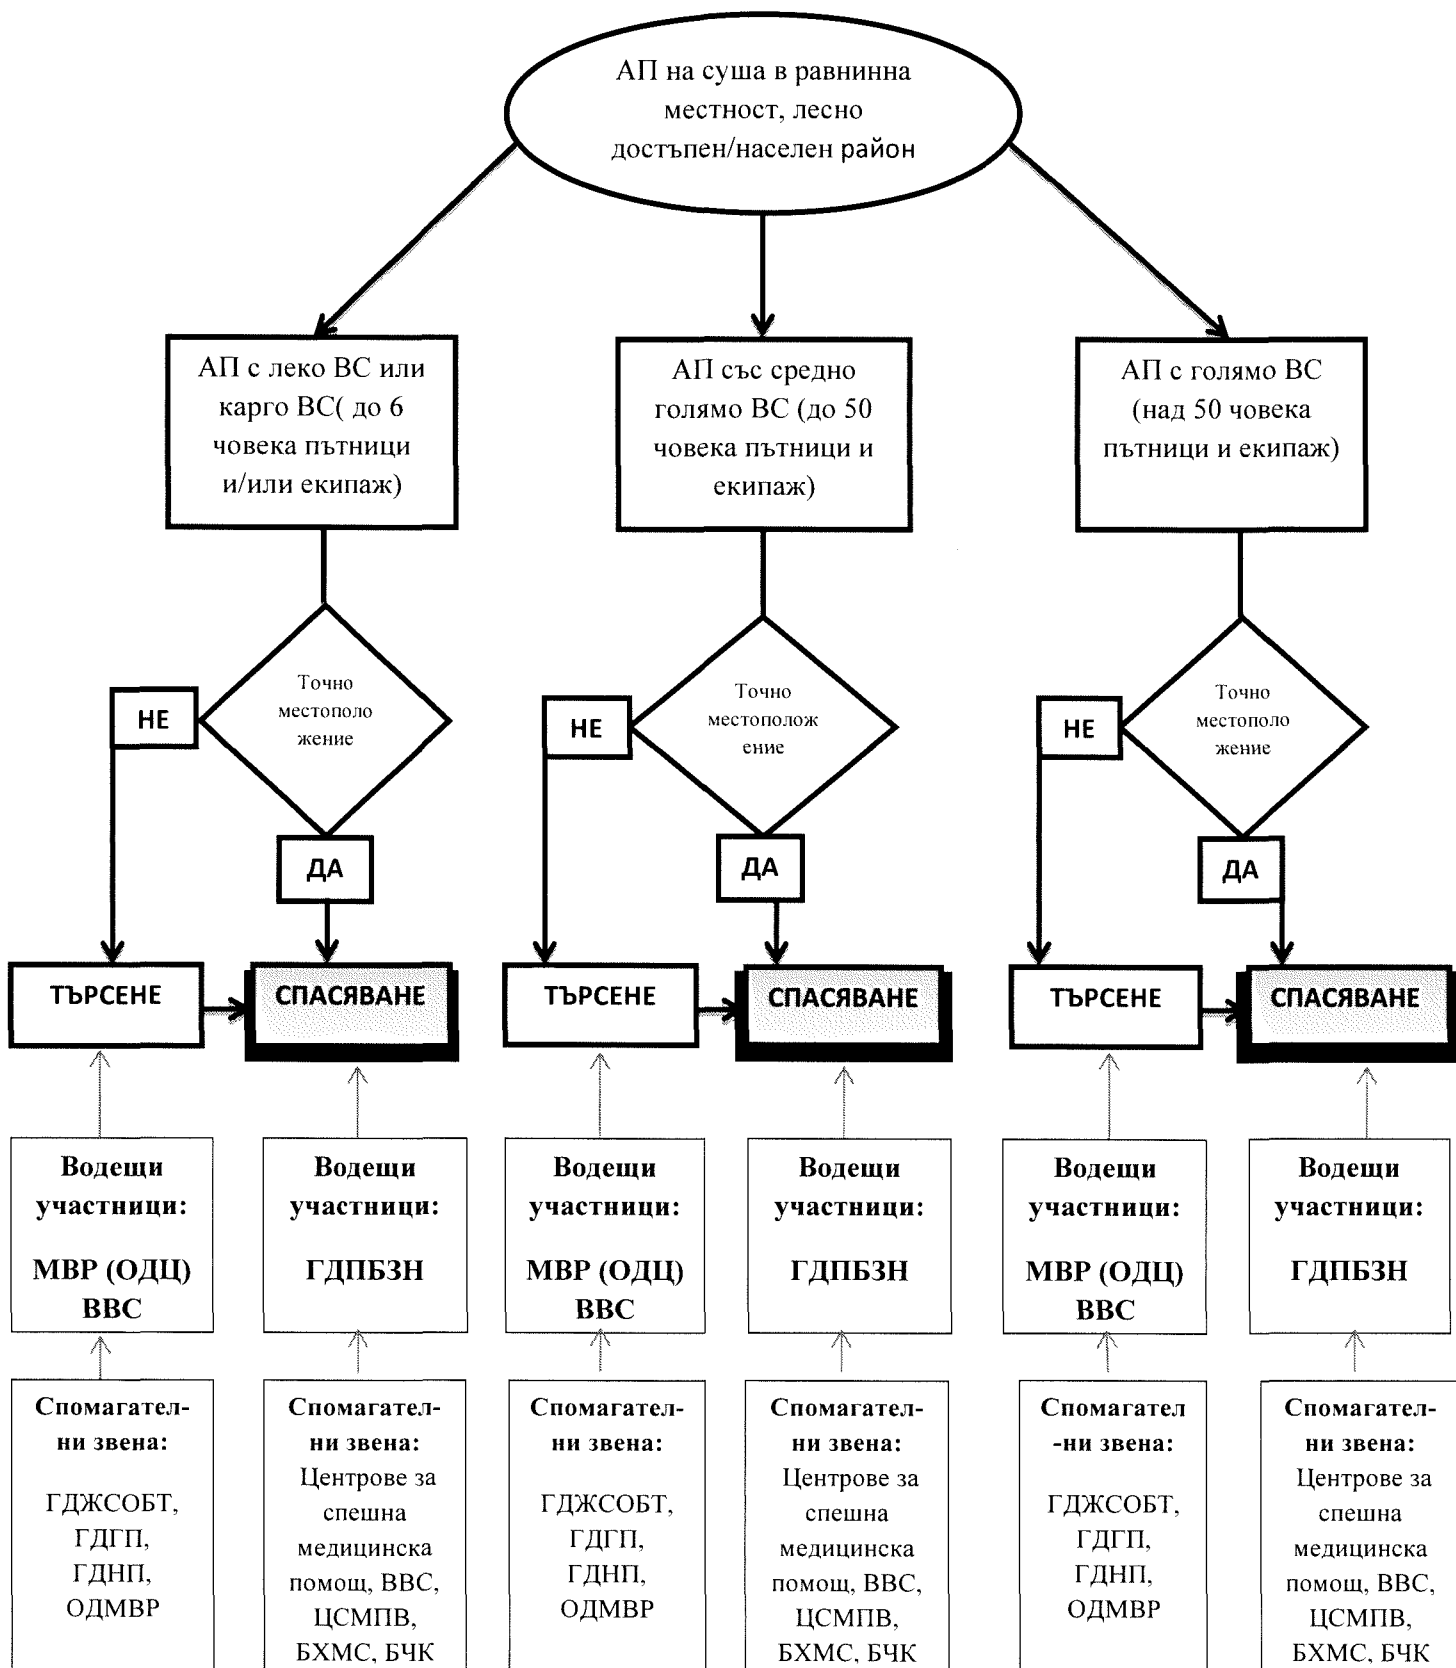 АП на суша в равнинна
местност, лесно
достъпен/населен район
АП с леко ВС или
карго ВС( до 6
човека пътници
и/или екипаж)
АП със средно
голямо ВС (до 50
човека пътници и
екипаж)
АП с голямо ВС
(над 50 човека
пътници и екипаж)
Точно
местополо
жение
НЕ
ДА
Точно
местополож
ение
НЕ
ДА
Точно
местополо
жение
НЕ
ДА
ТЪРСЕНЕ
СПАСЯВАНЕ
ТЪРСЕНЕ
СПАСЯВАНЕ
ТЪРСЕНЕ
СПАСЯВАНЕ
Водещи
участници:
МВР (ОДЦ)
ВВС
Водещи
участници:
ГДПБЗН
Водещи
участници:
МВР (ОДЦ)
ВВС
Водещи
участници:
ГДПБЗН
Водещи
участници:
МВР (ОДЦ)
ВВС
Водещи
участници:
ГДПБЗН
Спомагател-
ни звена:
ГДЖСОБТ,
ГДГП,
ГДНП,
ОДМВР
Спомагател-
ни звена:
Центрове за
спешна
медицинска
помощ, ВВС,
ЦСМПВ,
БХМС, БЧК
Спомагател-
ни звена:
ГДЖСОБТ,
ГДГП,
ГДНП,
ОДМВР
Спомагател-
ни звена:
Центрове за
спешна
медицинска
помощ, ВВС,
ЦСМПВ,
БХМС, БЧК
Спомагател
-ни звена:
ГДЖСОБТ,
ГДГП,
ГДНП,
ОДМВР
Спомагател-
ни звена:
Центрове за
спешна
медицинска
помощ, ВВС,
ЦСМПВ,
БХМС, БЧК